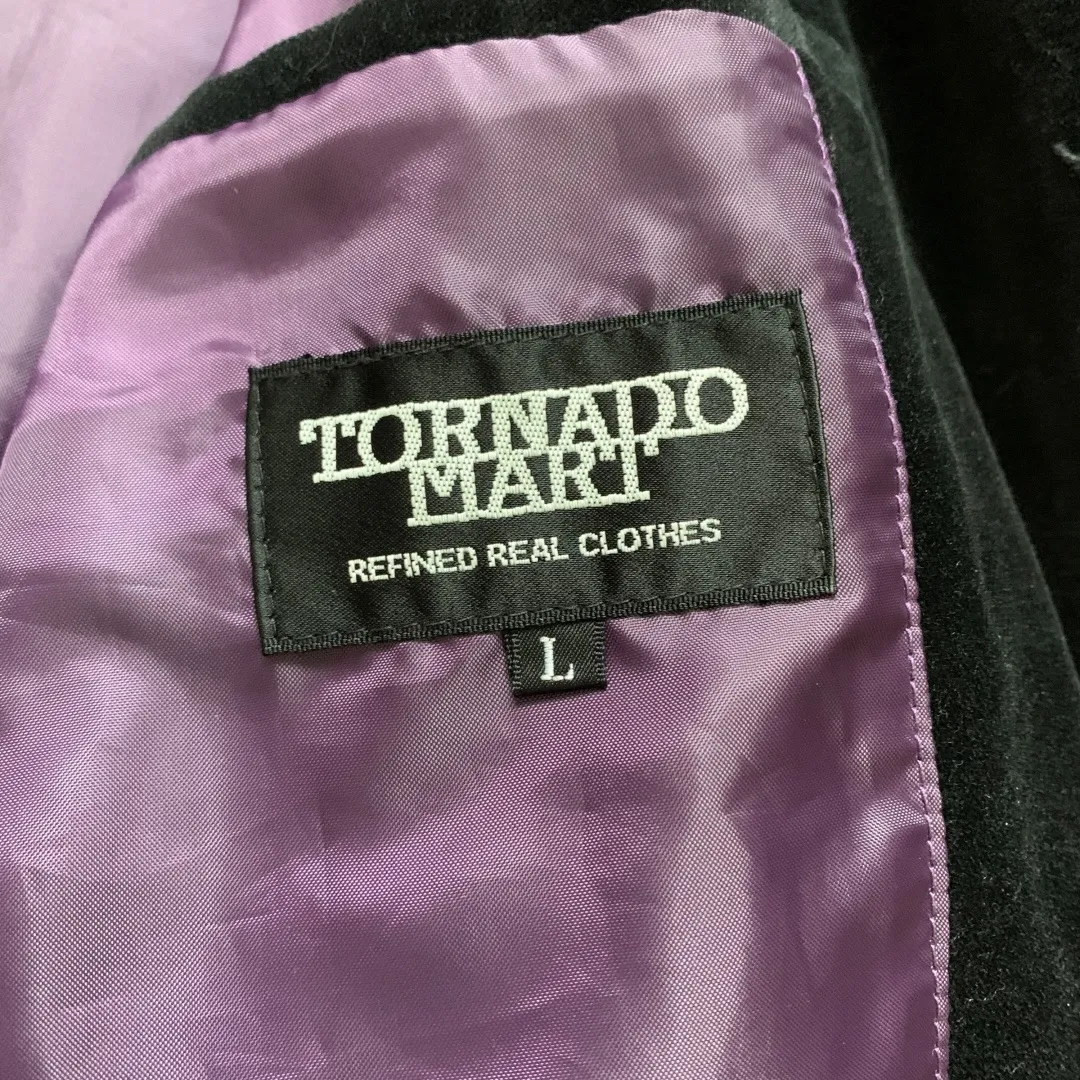 TORNADO
MART
REFINED REAL CLOTHES
L